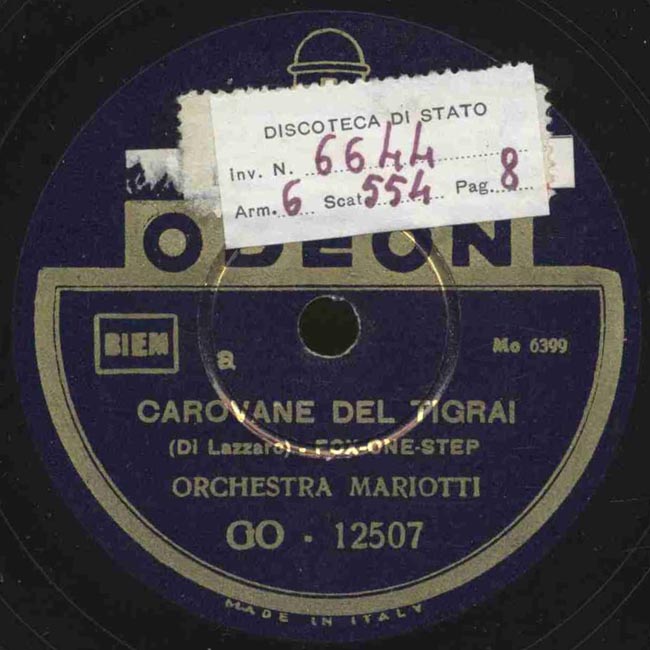 DISCOTECA DI STATO
Inv. N. 6644
Arm. 6 Scat. 554 Pag. 8
ODEON
BIEM
a
Mo 6399
CAROVANE DEL TIGRAI
(Di Lazzaro) - FOX-ONE-STEP
ORCHESTRA MARIOTTI
GO · 12507
MADE IN ITALY